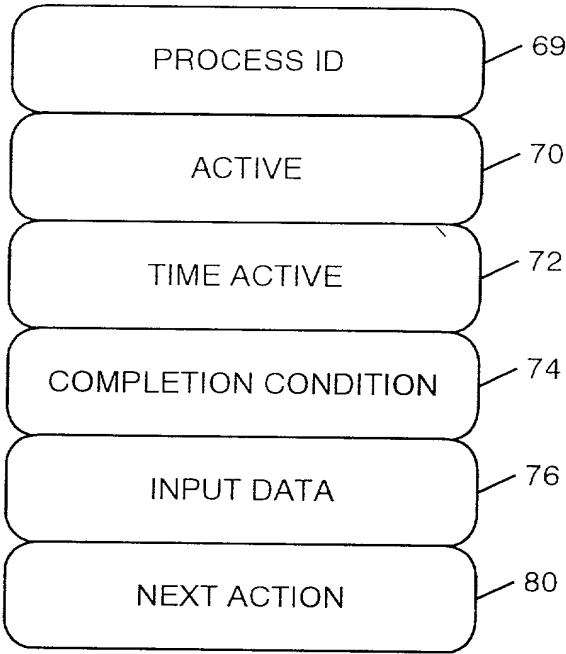 PROCESS ID 69
ACTIVE 70
TIME ACTIVE 72
COMPLETION CONDITION 74
INPUT DATA 76
NEXT ACTION 80